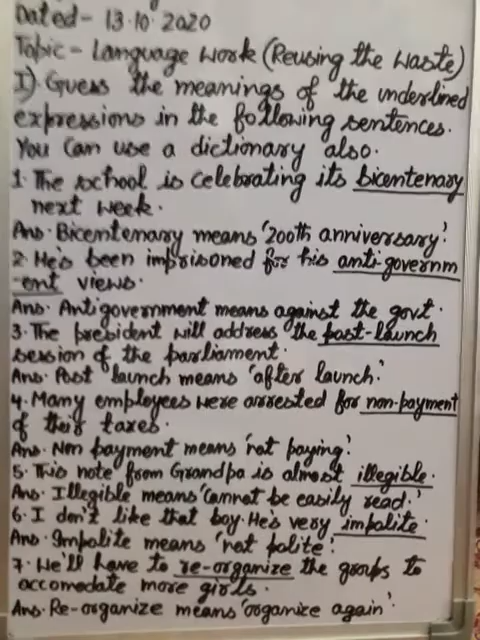 Dated- 13.10.2020
Topic- Language work (Reusing the waste)
I). Guess the meanings of the underlined
expressions in the following sentences.
You can use a dictionary also.
1. The school is celebrating its bicentenary
next week.
Ans. Bicentenary means '200th anniversary'.
2. He's been imprisoned for his anti-governm
-ent views.
Ans. Antigovernment means against the govt.
3. The president will address the post-launch
session of the parliament.
Ans. Post launch means 'after launch.'
4. Many employees were arrested for non-payment
of their taxes.
Ans. Non payment means 'not paying'.
5. This note from Grandpa is almost illegible.
Ans. Illegible means 'cannot be easily read.'
6. I don't like that boy. He's very impolite.
Ans. Impolite means 'not polite'.
7. We'll have to re-organize the groups to
accomodate more girls.
Ans. Re-organize means 'organize again'.